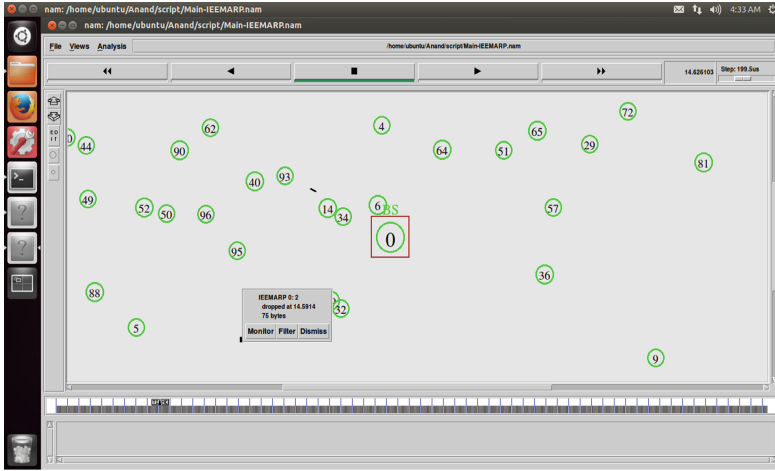 nam: /home/ubuntu/Anand/script/Main-IEEMARP.nam
4:33 AM
nam: /home/ubuntu/Anand/script/Main-IEEMARP.nam
File Views Analysis
/home/ubuntu/Anand/script/Main-IEEMARP.nam
14.626103
Step: 199.5us
ED
IT
72
4
62
65
0
44
90
64
51
29
81
93
40
49
52
50
96
14
34
6
BS
57
0
95
36
88
32
5
9
IEEMARP 0: 2
dropped at 14.5914
75 bytes
Monitor Filter Dismiss